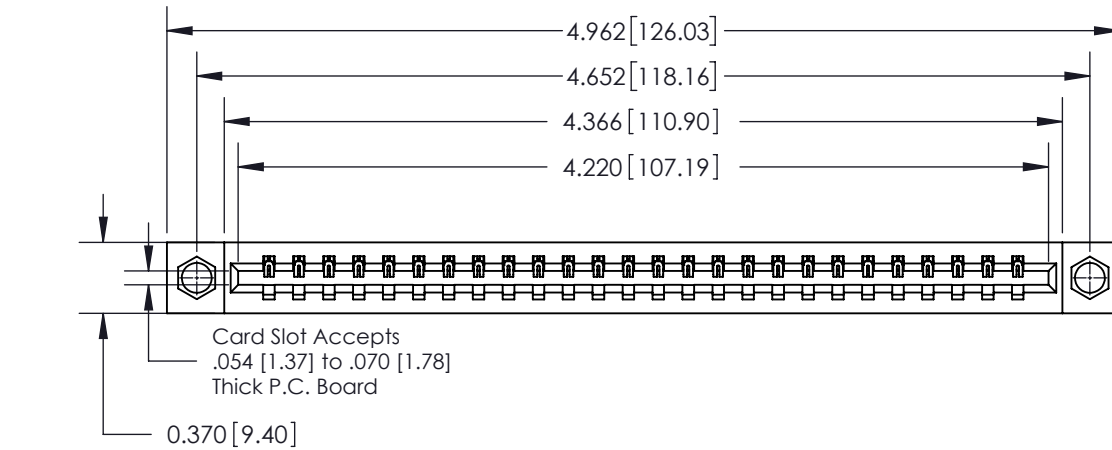 4.962[126.03]
4.652[118.16]
4.366[110.90]
4.220[107.19]
Card Slot Accepts
.054 [1.37] to .070 [1.78]
Thick P.C. Board
0.370[9.40]